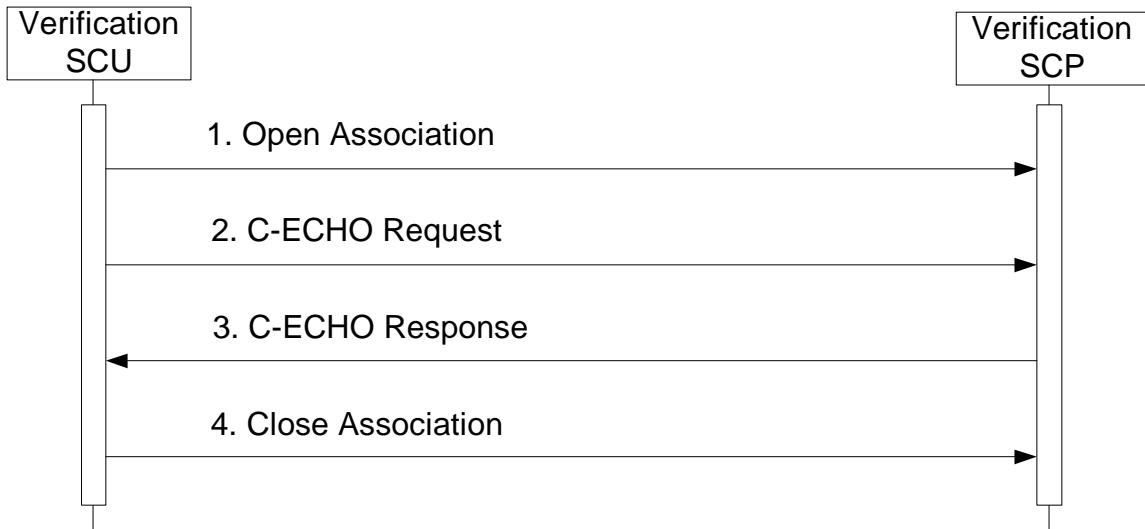 Verification
SCU
Verification
SCP
1. Open Association
2. C-ECHO Request
3. C-ECHO Response
4. Close Association